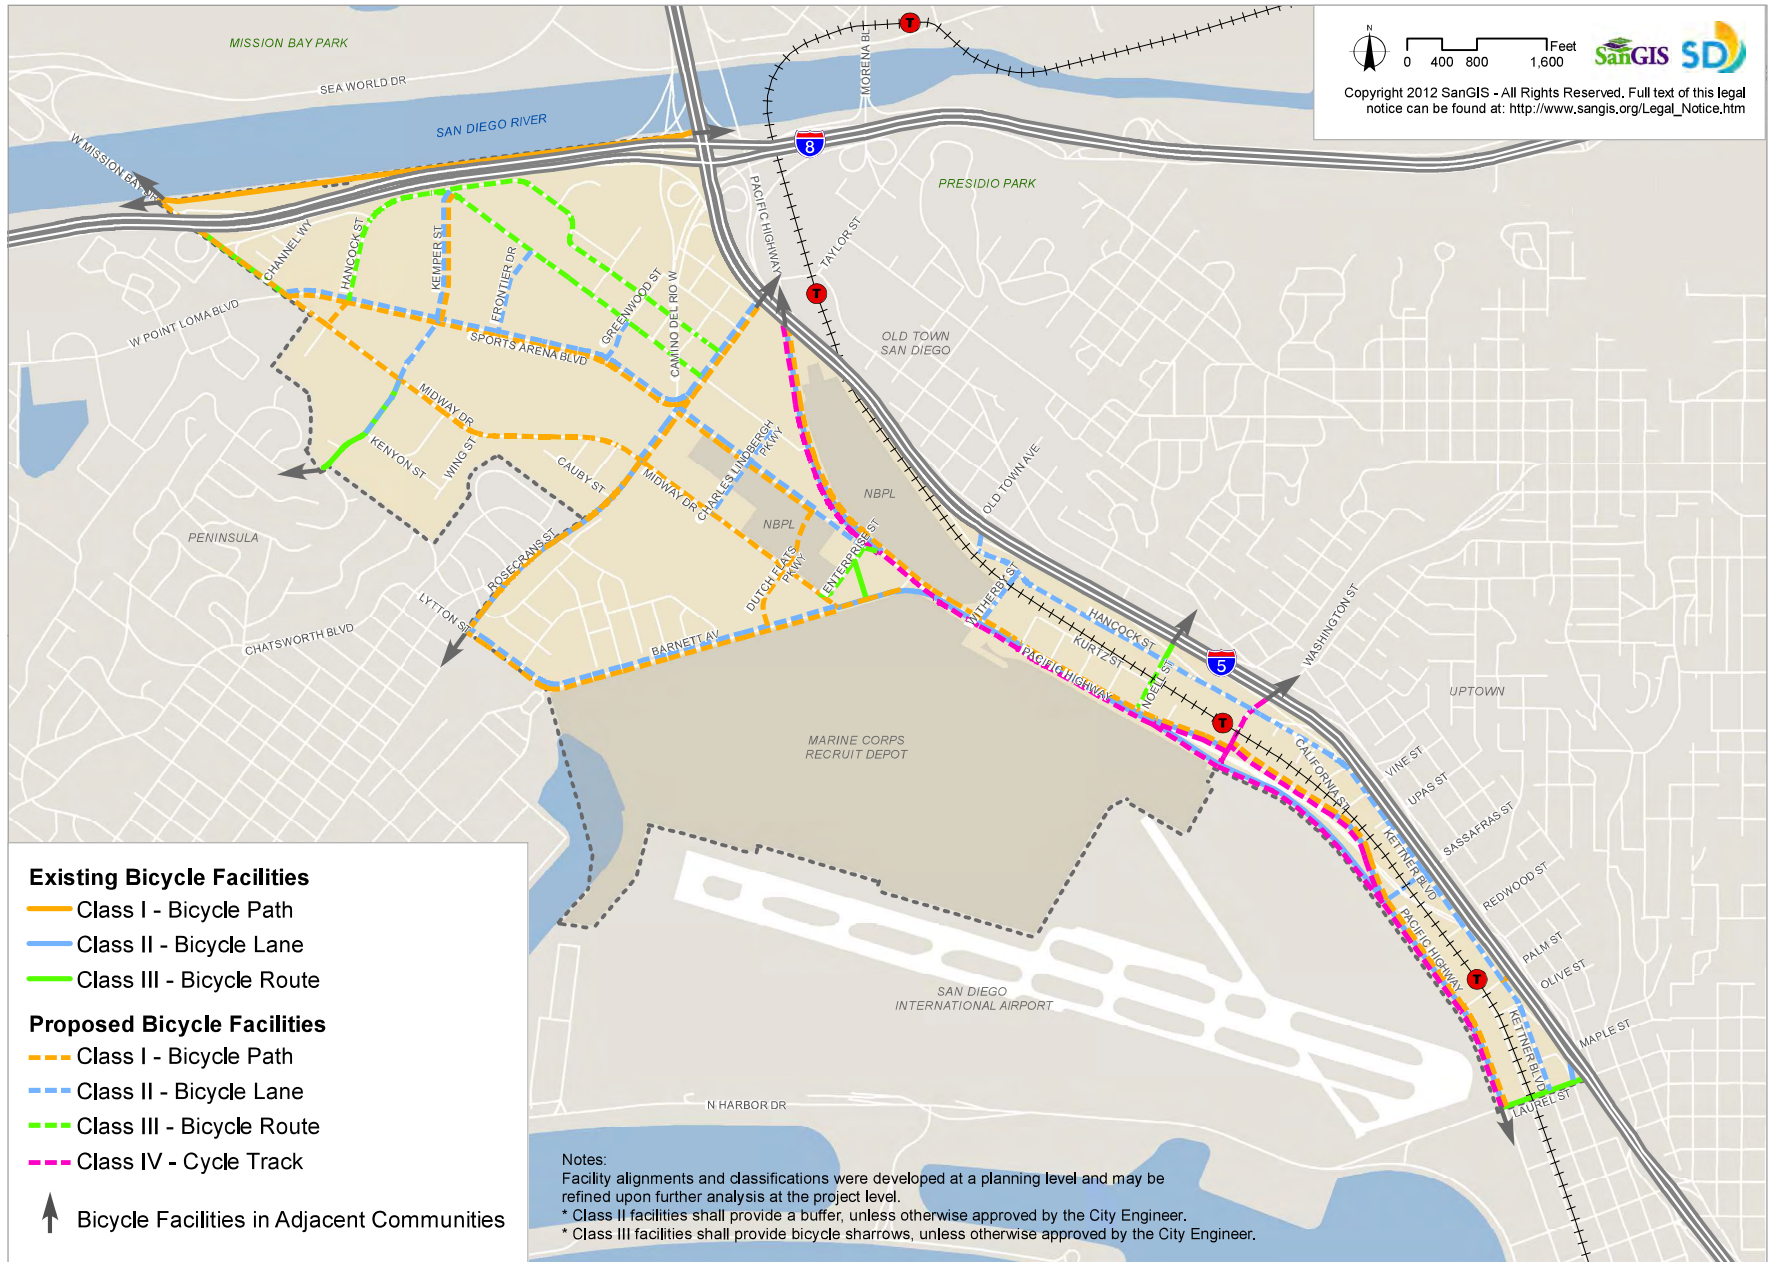 MISSION BAY PARK
SEA WORLD DR
SAN DIEGO RIVER
W MISSION BAY DR
MORENA BL
T
8
N
Feet
0 400 800 1,600
SanGIS
SD
Copyright 2012 SanGIS - All Rights Reserved. Full text of this legal
notice can be found at: http://www.sangis.org/Legal_Notice.htm
PRESIDIO PARK
PACIFIC HIGHWAY
TAYLOR ST
T
CHANNEL WY
HANCOCK ST
KEMPER ST
FRONTIER DR
GREENWOOD ST
CAMINO DEL RIO W
W POINT LOMA BLVD
SPORTS ARENA BLVD
OLD TOWN
SAN DIEGO
MIDWAY DR
KENYON ST
WING ST
CAUBY ST
MIDWAY DR
CHARLES LINDBERGH
PKWY
NBPL
NBPL
OLD TOWN AVE
PENINSULA
ROSECRANS ST
DUTCH FLATS
PKWY
ENTERPRISE ST
WITHERBY ST
LYTTON ST
CHATSWORTH BLVD
BARNETT AV
HANCOCK ST
KURTZ ST
PACIFIC HIGHWAY
NOELL ST
5
WASHINGTON ST
UPTOWN
T
MARINE CORPS
RECRUIT DEPOT
CALIFORNIA ST
VINE ST
UPAS ST
SASSAFRAS ST
KETTNER BLVD
REDWOOD ST
PACIFIC HIGHWAY
PALM ST
OLIVE ST
T
SAN DIEGO
INTERNATIONAL AIRPORT
KETTNER BLVD
MAPLE ST
LAUREL ST
N HARBOR DR
Existing Bicycle Facilities
Class I - Bicycle Path
Class II - Bicycle Lane
Class III - Bicycle Route
Proposed Bicycle Facilities
Class I - Bicycle Path
Class II - Bicycle Lane
Class III - Bicycle Route
Class IV - Cycle Track
Bicycle Facilities in Adjacent Communities
Notes:
Facility alignments and classifications were developed at a planning level and may be
refined upon further analysis at the project level.
* Class II facilities shall provide a buffer, unless otherwise approved by the City Engineer.
* Class III facilities shall provide bicycle sharrows, unless otherwise approved by the City Engineer.